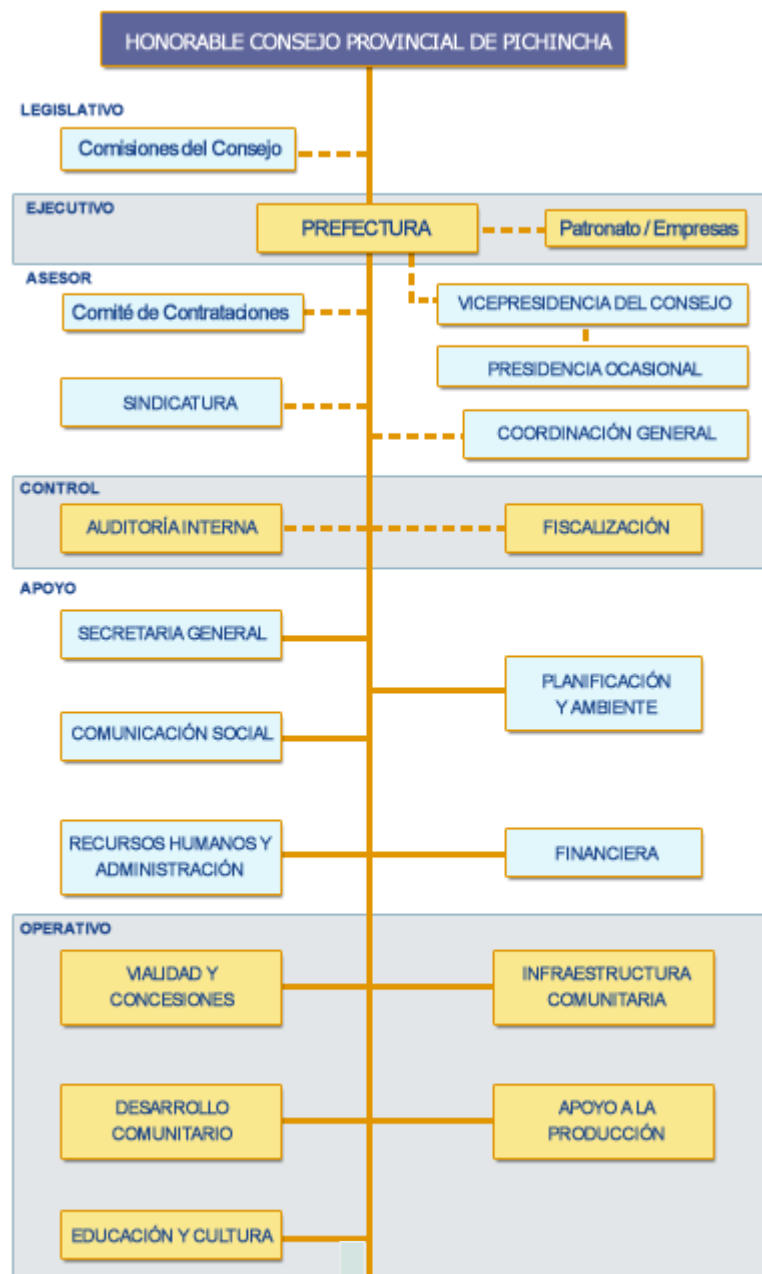 HONORABLE CONSEJO PROVINCIAL DE PICHINCHA
LEGISLATIVO
Comisiones del Consejo
EJECUTIVO
PREFECTURA
Patronato / Empresas
ASESOR
Comité de Contrataciones
VICEPRESIDENCIA DEL CONSEJO
PRESIDENCIA OCASIONAL
SINDICATURA
COORDINACIÓN GENERAL
CONTROL
AUDITORÍA INTERNA
FISCALIZACIÓN
APOYO
SECRETARIA GENERAL
PLANIFICACIÓN
Y AMBIENTE
COMUNICACIÓN SOCIAL
RECURSOS HUMANOS Y
ADMINISTRACIÓN
FINANCIERA
OPERATIVO
VIALIDAD Y
CONCESIONES
INFRAESTRUCTURA
COMUNITARIA
DESARROLLO
COMUNITARIO
APOYO A LA
PRODUCCIÓN
EDUCACIÓN Y CULTURA